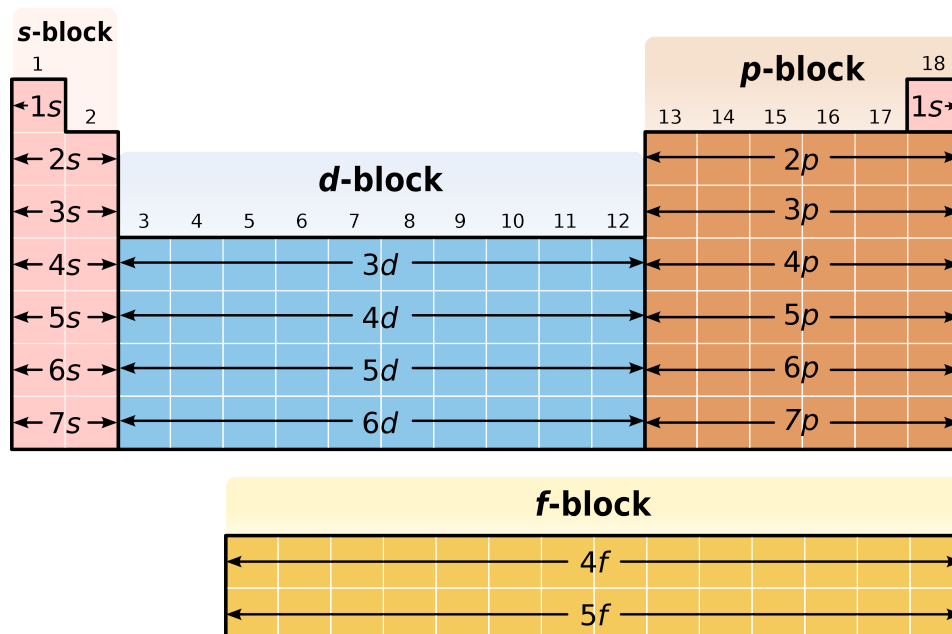 s-block
1
18
p-block
1s
1s
2
13 14 15 16 17
2s
2p
d-block
3s
3p
3 4 5 6 7 8 9 10 11 12
4s
3d
4p
5s
4d
5p
6s
5d
6p
7s
6d
7p
f-block
4f
5f